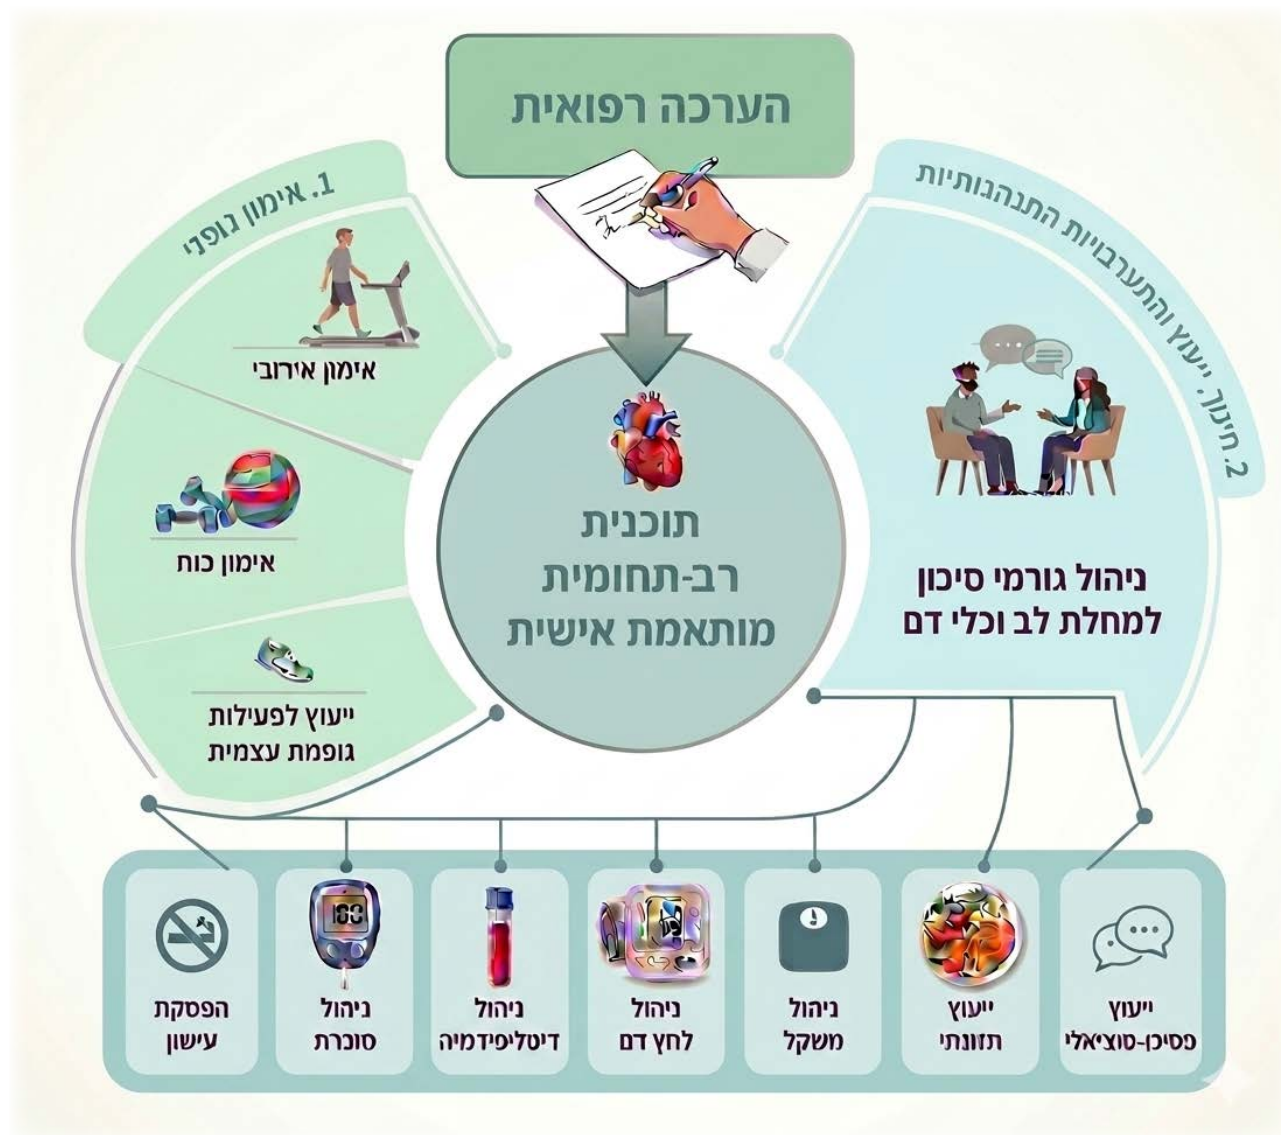 הערכה רפואית
1. אימון גופני
2. חינוך, ייעוץ והתערבויות התנהגותיות
אימון אירובי
אימון כוח
ייעוץ לפעילות
גופמת עצמית
תוכנית
רב-תחומית
מותאמת אישית
ניהול גורמי סיכון
למחלת לב וכלי דם
ייעוץ
פסיכו-סוציאלי
ייעוץ
תזונתי
ניהול
משקל
ניהול
לחץ דם
ניהול
דיסליפידמיה
ניהול
סוכרת
הפסקת
עישון